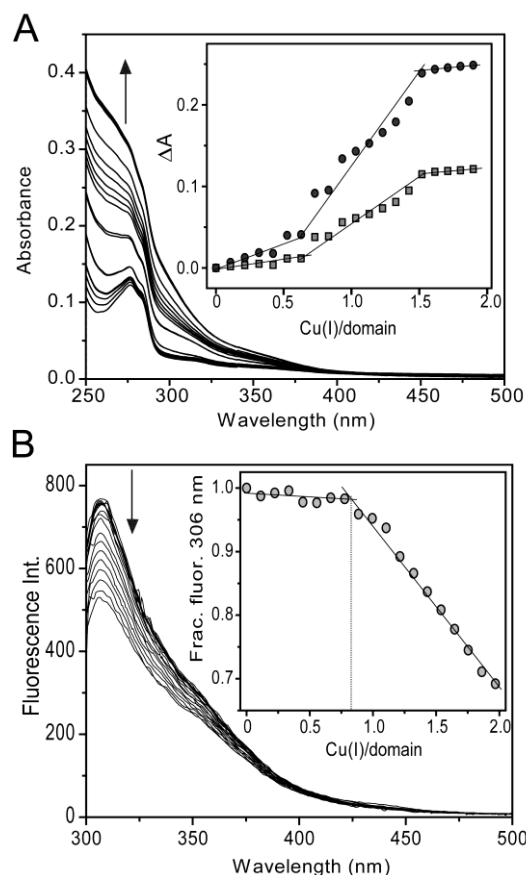 A
0.4
0.3
0.2
0.1
0.0
Absorbance
250 300 350 400 450 500
Wavelength (nm)
0.2
0.1
0.0
ΔA
0.0 0.5 1.0 1.5 2.0
Cu(I)/domain
B
800
600
400
200
0
Fluorescence Int.
300 350 400 450 500
Wavelength (nm)
1.0
0.9
0.8
0.7
Frac. fluor. 306 nm
0 0.5 1.0 1.5 2.0
Cu(I)/domain